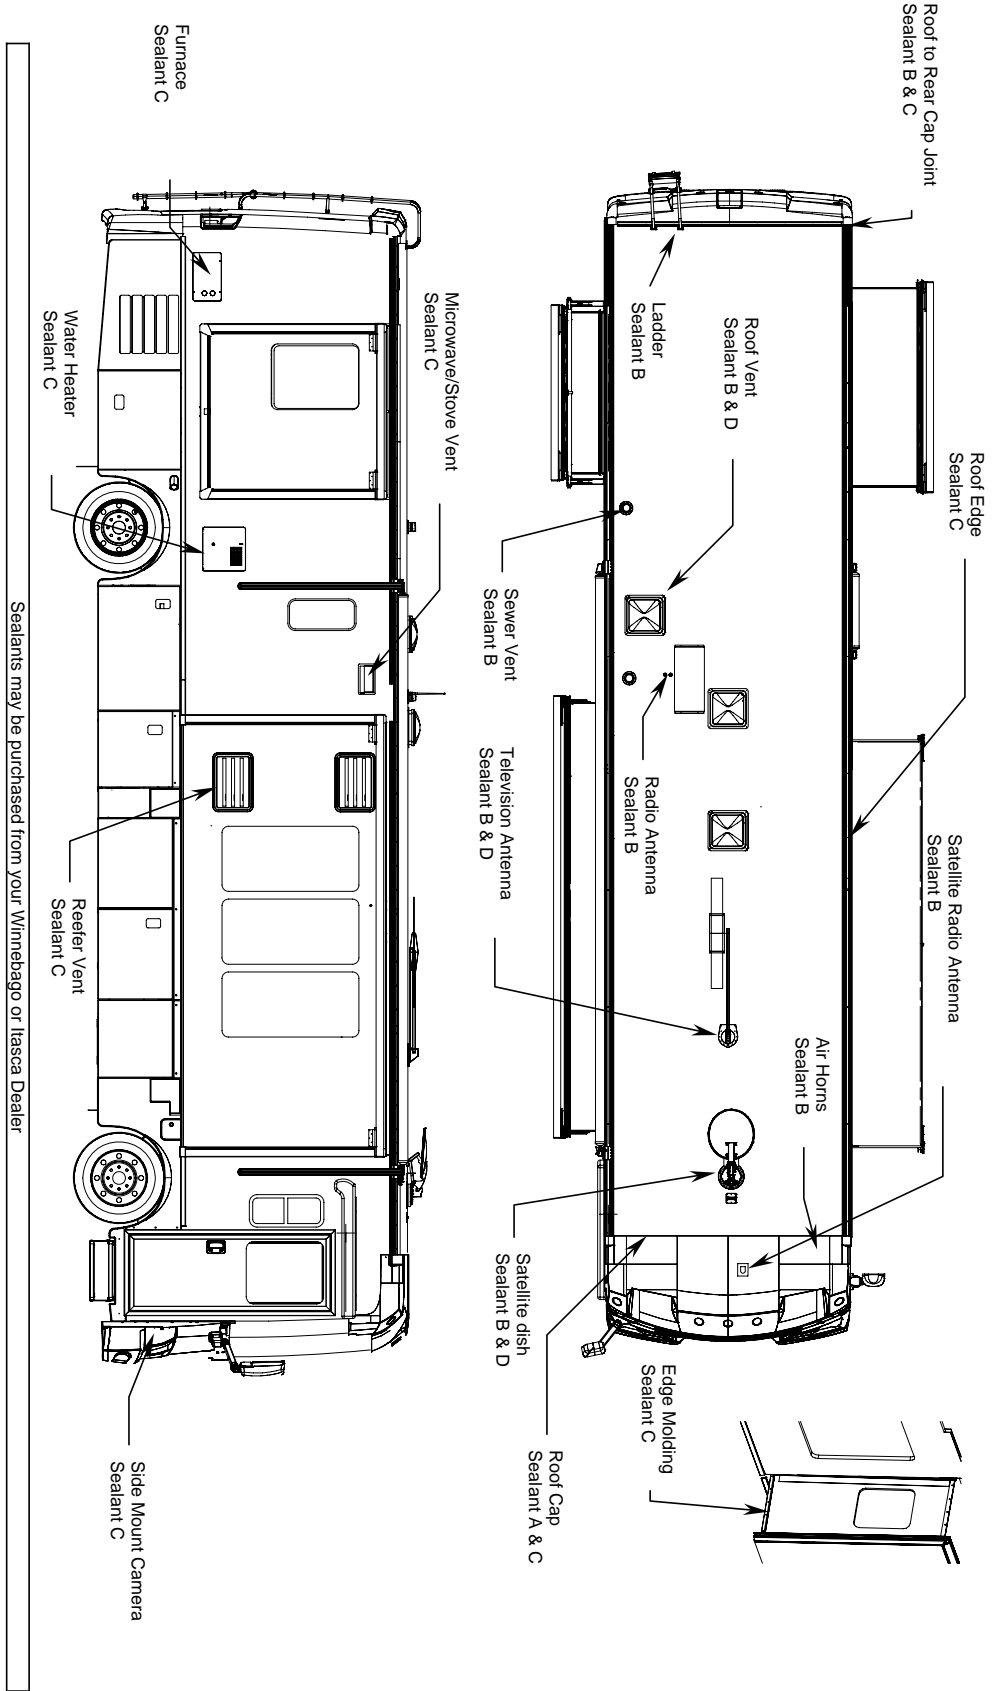 Roof to Rear Cap Joint
Sealant B & C
Roof Edge
Sealant C
Satellite Radio Antenna
Sealant B
Ladder
Sealant B
Roof Vent
Sealant B & D
Air Horns
Sealant B
Sewer Vent
Sealant B
Radio Antenna
Sealant B
Television Antenna
Sealant B & D
Satellite dish
Sealant B & D
Roof Cap
Sealant A & C
Edge Molding
Sealant C
Microwave/Stove Vent
Sealant C
Furnace
Sealant C
Water Heater
Sealant C
Reefer Vent
Sealant C
Side Mount Camera
Sealant C
Sealants may be purchased from your Winnebago or Itasca Dealer